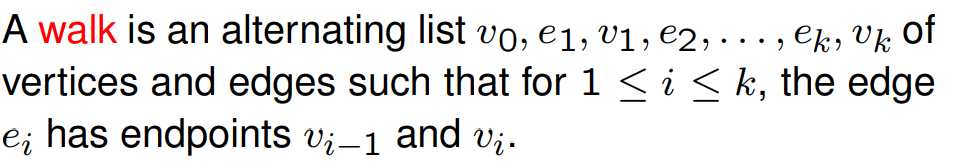 A walk is an alternating list v₀, e₁, v₁, e₂, . . . , eₖ, vₖ of
vertices and edges such that for 1 ≤ i ≤ k, the edge
eᵢ has endpoints vᵢ₋₁ and vᵢ.